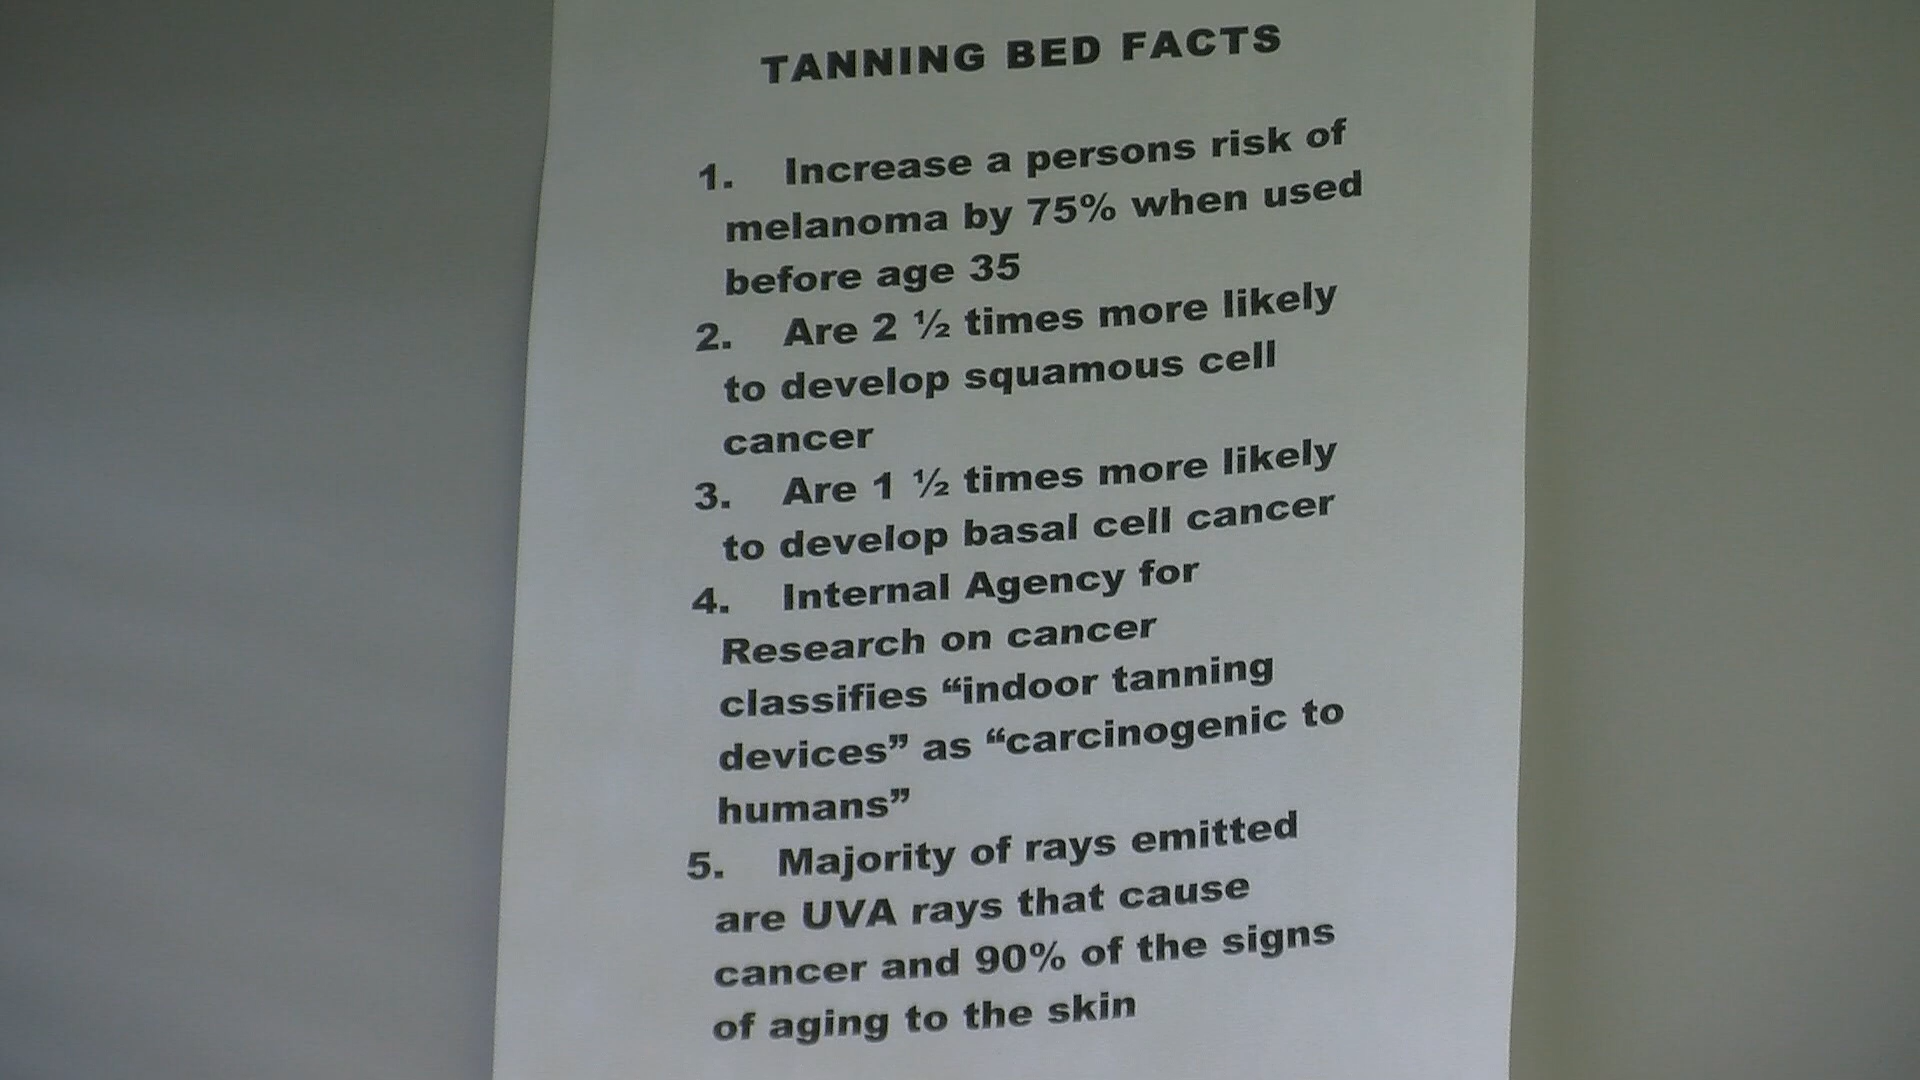 TANNING BED FACTS
1. Increase a persons risk of
melanoma by 75% when used
before age 35
2. Are 2 ½ times more likely
to develop squamous cell
cancer
3. Are 1 ½ times more likely
to develop basal cell cancer
4. Internal Agency for
Research on cancer
classifies “indoor tanning
devices” as “carcinogenic to
humans”
5. Majority of rays emitted
are UVA rays that cause
cancer and 90% of the signs
of aging to the skin